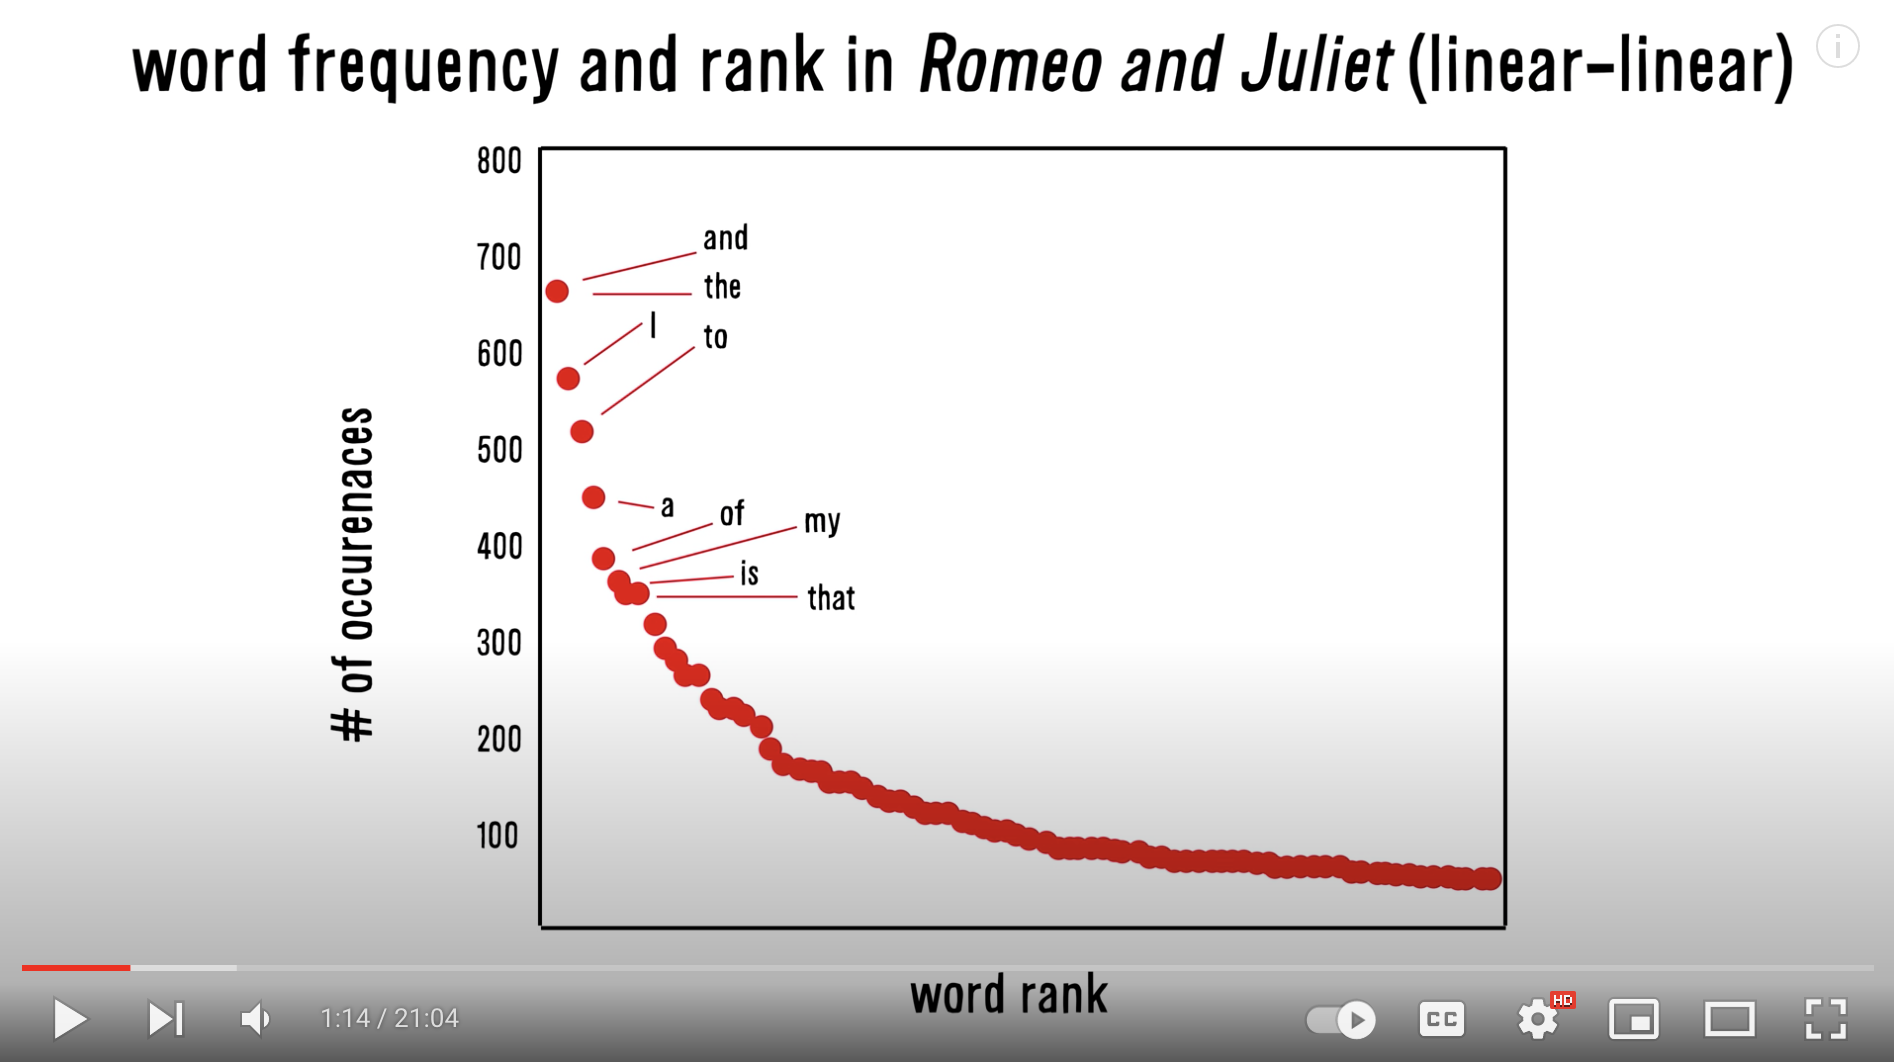 word frequency and rank in Romeo and Juliet (linear-linear)
800
700
600
500
400
300
200
100
# of occurenaces
and
the
I
to
a
of
my
is
that
word rank
1:14 / 21:04
CC
HD